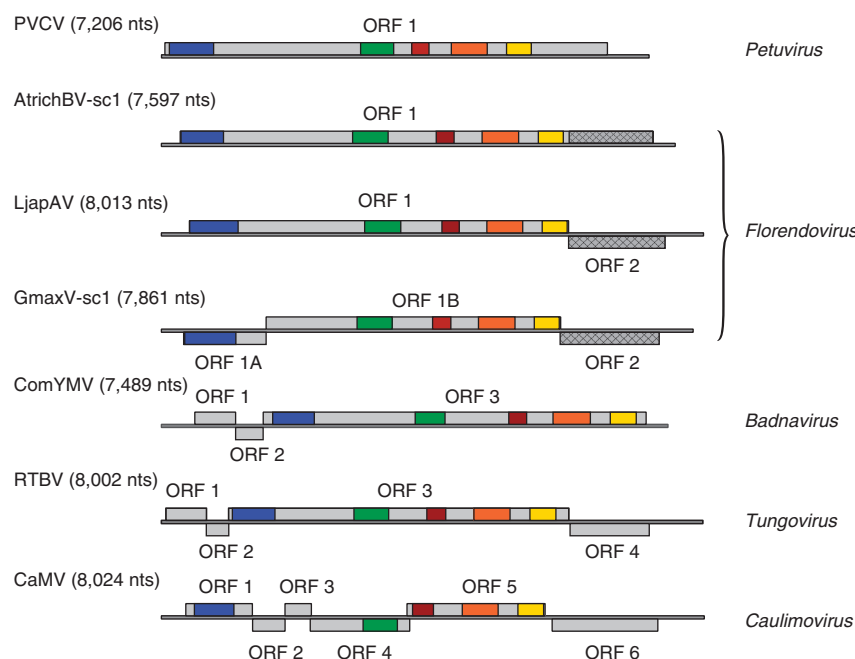 PVCV (7,206 nts)
ORF 1
Petuvirus
AtrichBV-sc1 (7,597 nts)
ORF 1
LjapAV (8,013 nts)
ORF 1
Florendovirus
ORF 2
GmaxV-sc1 (7,861 nts)
ORF 1B
ORF 1A
ORF 2
ComYMV (7,489 nts)
ORF 1
ORF 3
Badnavirus
ORF 2
RTBV (8,002 nts)
ORF 1
ORF 3
Tungovirus
ORF 2
ORF 4
CaMV (8,024 nts)
ORF 1
ORF 3
ORF 5
Caulimovirus
ORF 2
ORF 4
ORF 6